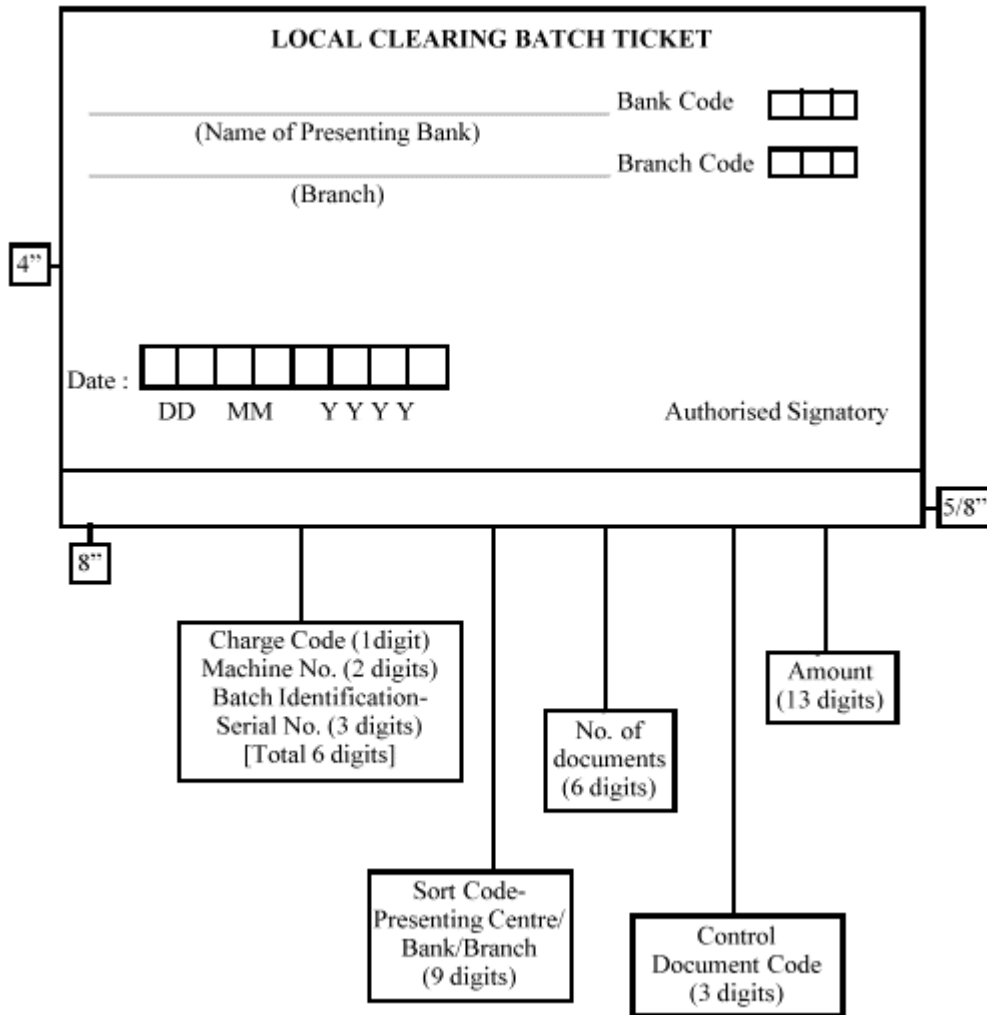 LOCAL CLEARING BATCH TICKET
Bank Code
(Name of Presenting Bank)
Branch Code
(Branch)
4”
Date :
DD MM Y Y Y Y
Authorised Signatory
5/8”
8”
Charge Code (1digit)
Machine No. (2 digits)
Batch Identification-
Serial No. (3 digits)
[Total 6 digits]
Amount
(13 digits)
No. of
documents
(6 digits)
Sort Code-
Presenting Centre/
Bank/Branch
(9 digits)
Control
Document Code
(3 digits)